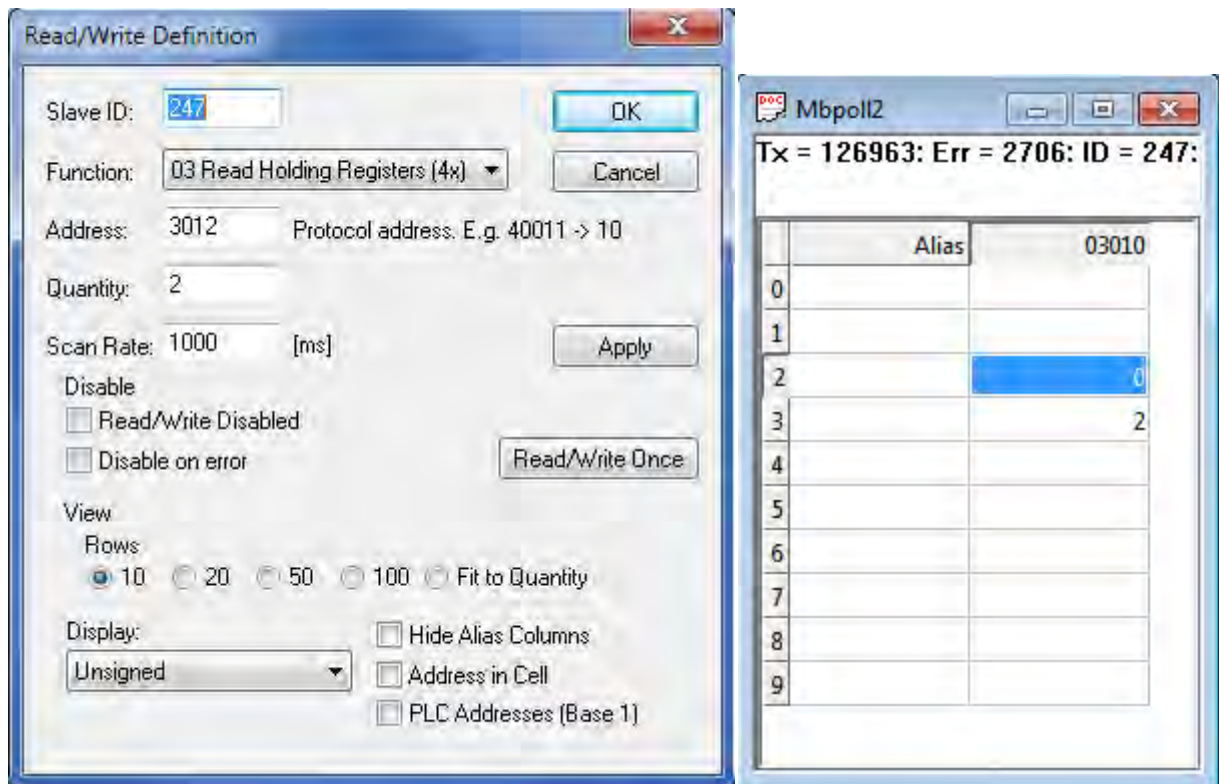 Read/Write Definition
Slave ID: 247
OK
Function: 03 Read Holding Registers (4x)
Cancel
Address: 3012 Protocol address. E.g. 40011 -> 10
Quantity: 2
Scan Rate: 1000 [ms]
Apply
Disable
Read/Write Disabled
Disable on error
Read/Write Once
View
Rows
10 20 50 100 Fit to Quantity
Display:
Hide Alias Columns
Unsigned
Address in Cell
PLC Addresses (Base 1)
DOC
Mbpoll2
Tx = 126963: Err = 2706: ID = 247:
Alias 03010
0
1
2 0
3 2
4
5
6
7
8
9